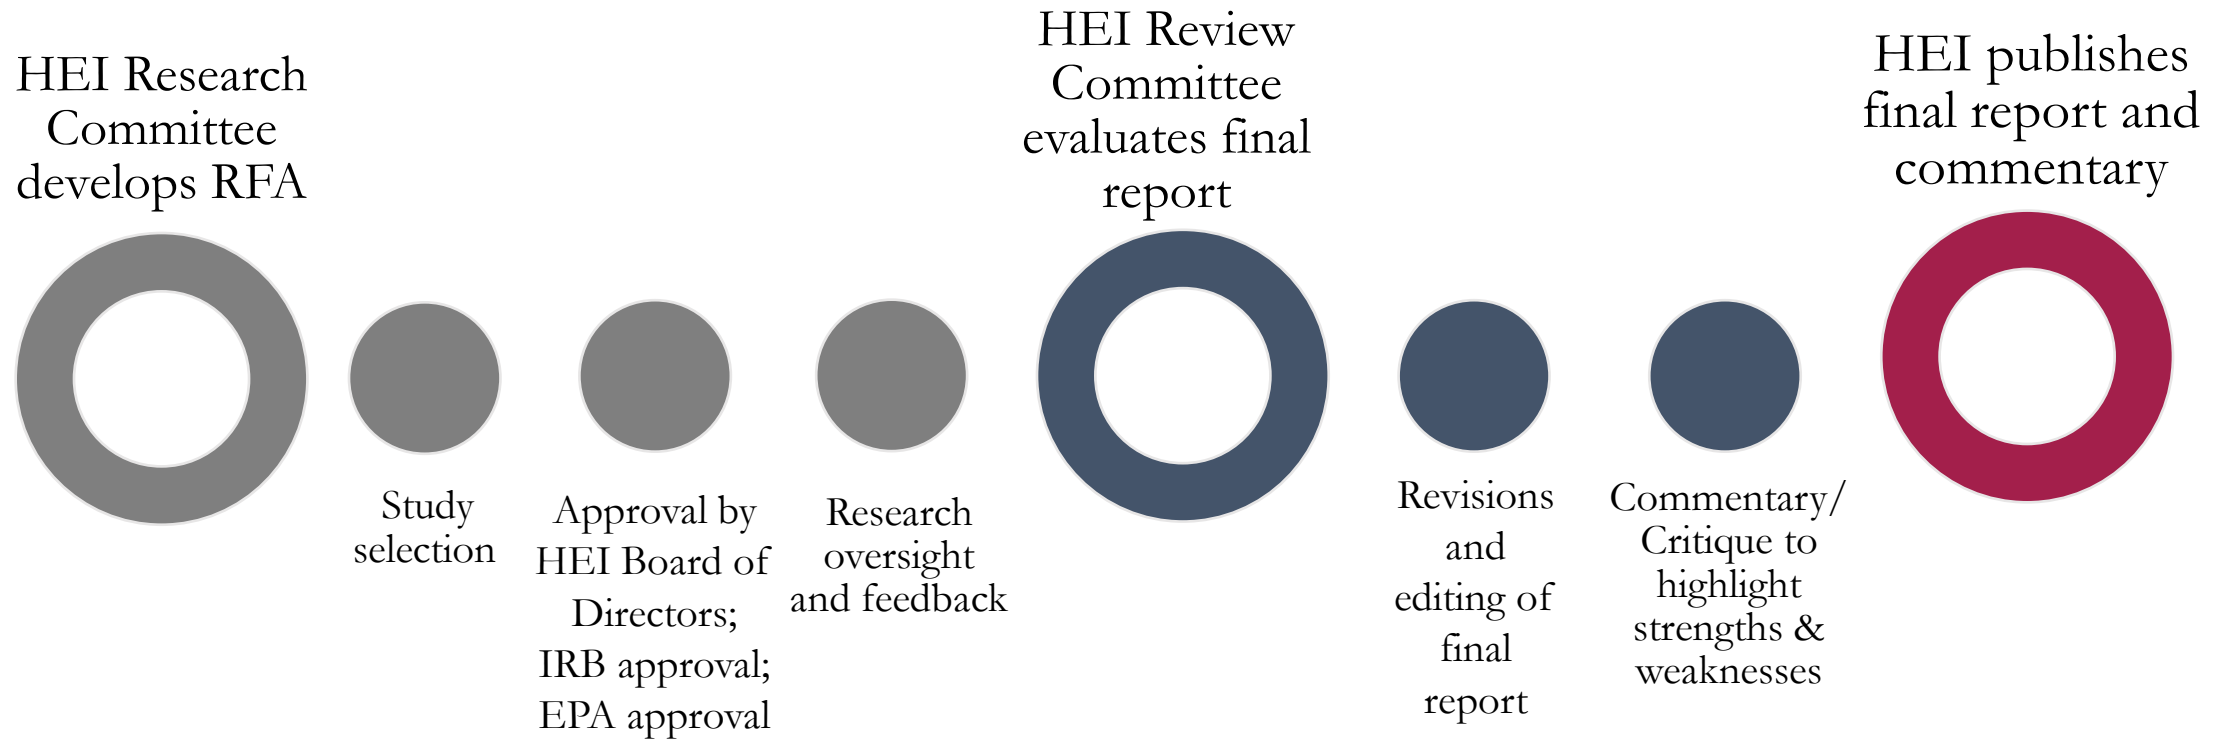 HEI Research
Committee
develops RFA
Study
selection
Approval by
HEI Board of
Directors;
IRB approval;
EPA approval
Research
oversight
and feedback
HEI Review
Committee
evaluates final
report
Revisions
and
editing of
final
report
Commentary/
Critique to
highlight
strengths &
weaknesses
HEI publishes
final report and
commentary